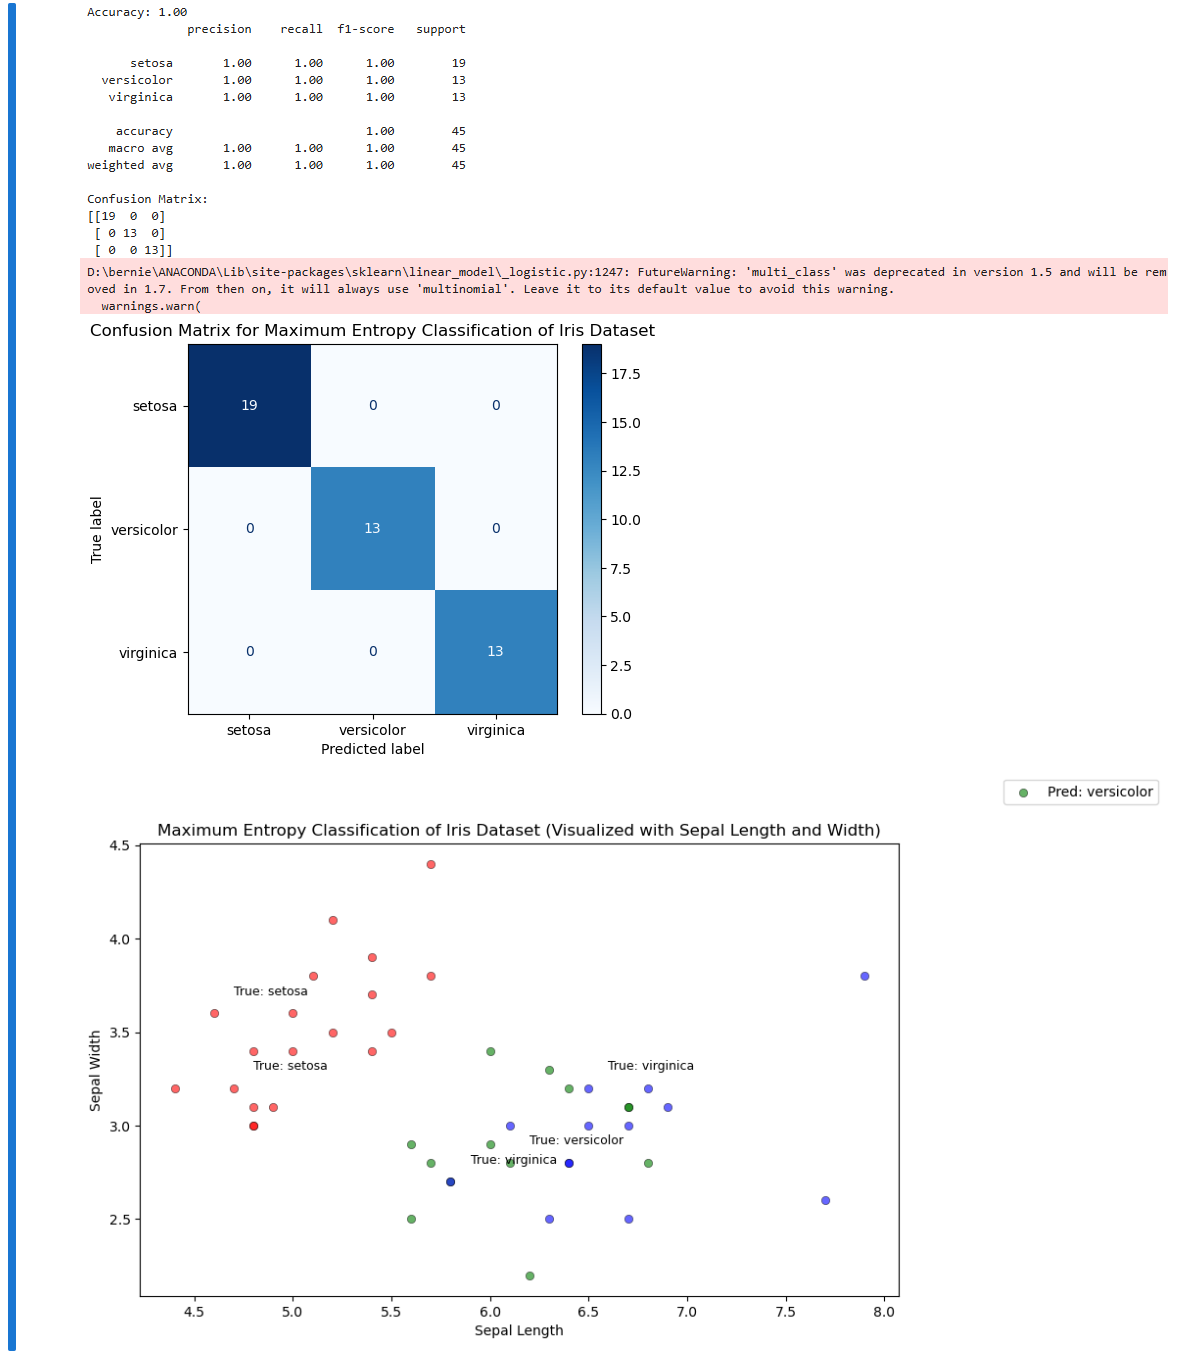 Accuracy: 1.00
precision recall f1-score support
setosa 1.00 1.00 1.00 19
versicolor 1.00 1.00 1.00 13
virginica 1.00 1.00 1.00 13
accuracy 1.00 45
macro avg 1.00 1.00 1.00 45
weighted avg 1.00 1.00 1.00 45
Confusion Matrix:
[[19 0 0]
[ 0 13 0]
[ 0 0 13]]
D:\bernie\ANACONDA\Lib\site-packages\sklearn\linear_model\_logistic.py:1247: FutureWarning: 'multi_class' was deprecated in version 1.5 and will be rem
oved in 1.7. From then on, it will always use 'multinomial'. Leave it to its default value to avoid this warning.
warnings.warn(
Confusion Matrix for Maximum Entropy Classification of Iris Dataset
True label
setosa 19 0 0
versicolor 0 13 0
virginica 0 0 13
setosa versicolor virginica
Predicted label
17.5
15.0
12.5
10.0
7.5
5.0
2.5
0.0
Pred: versicolor
Maximum Entropy Classification of Iris Dataset (Visualized with Sepal Length and Width)
Sepal Width
4.5
4.0
3.5
3.0
2.5
True: setosa
True: setosa
True: virginica
True: versicolor
True: virginica
4.5 5.0 5.5 6.0 6.5 7.0 7.5 8.0
Sepal Length